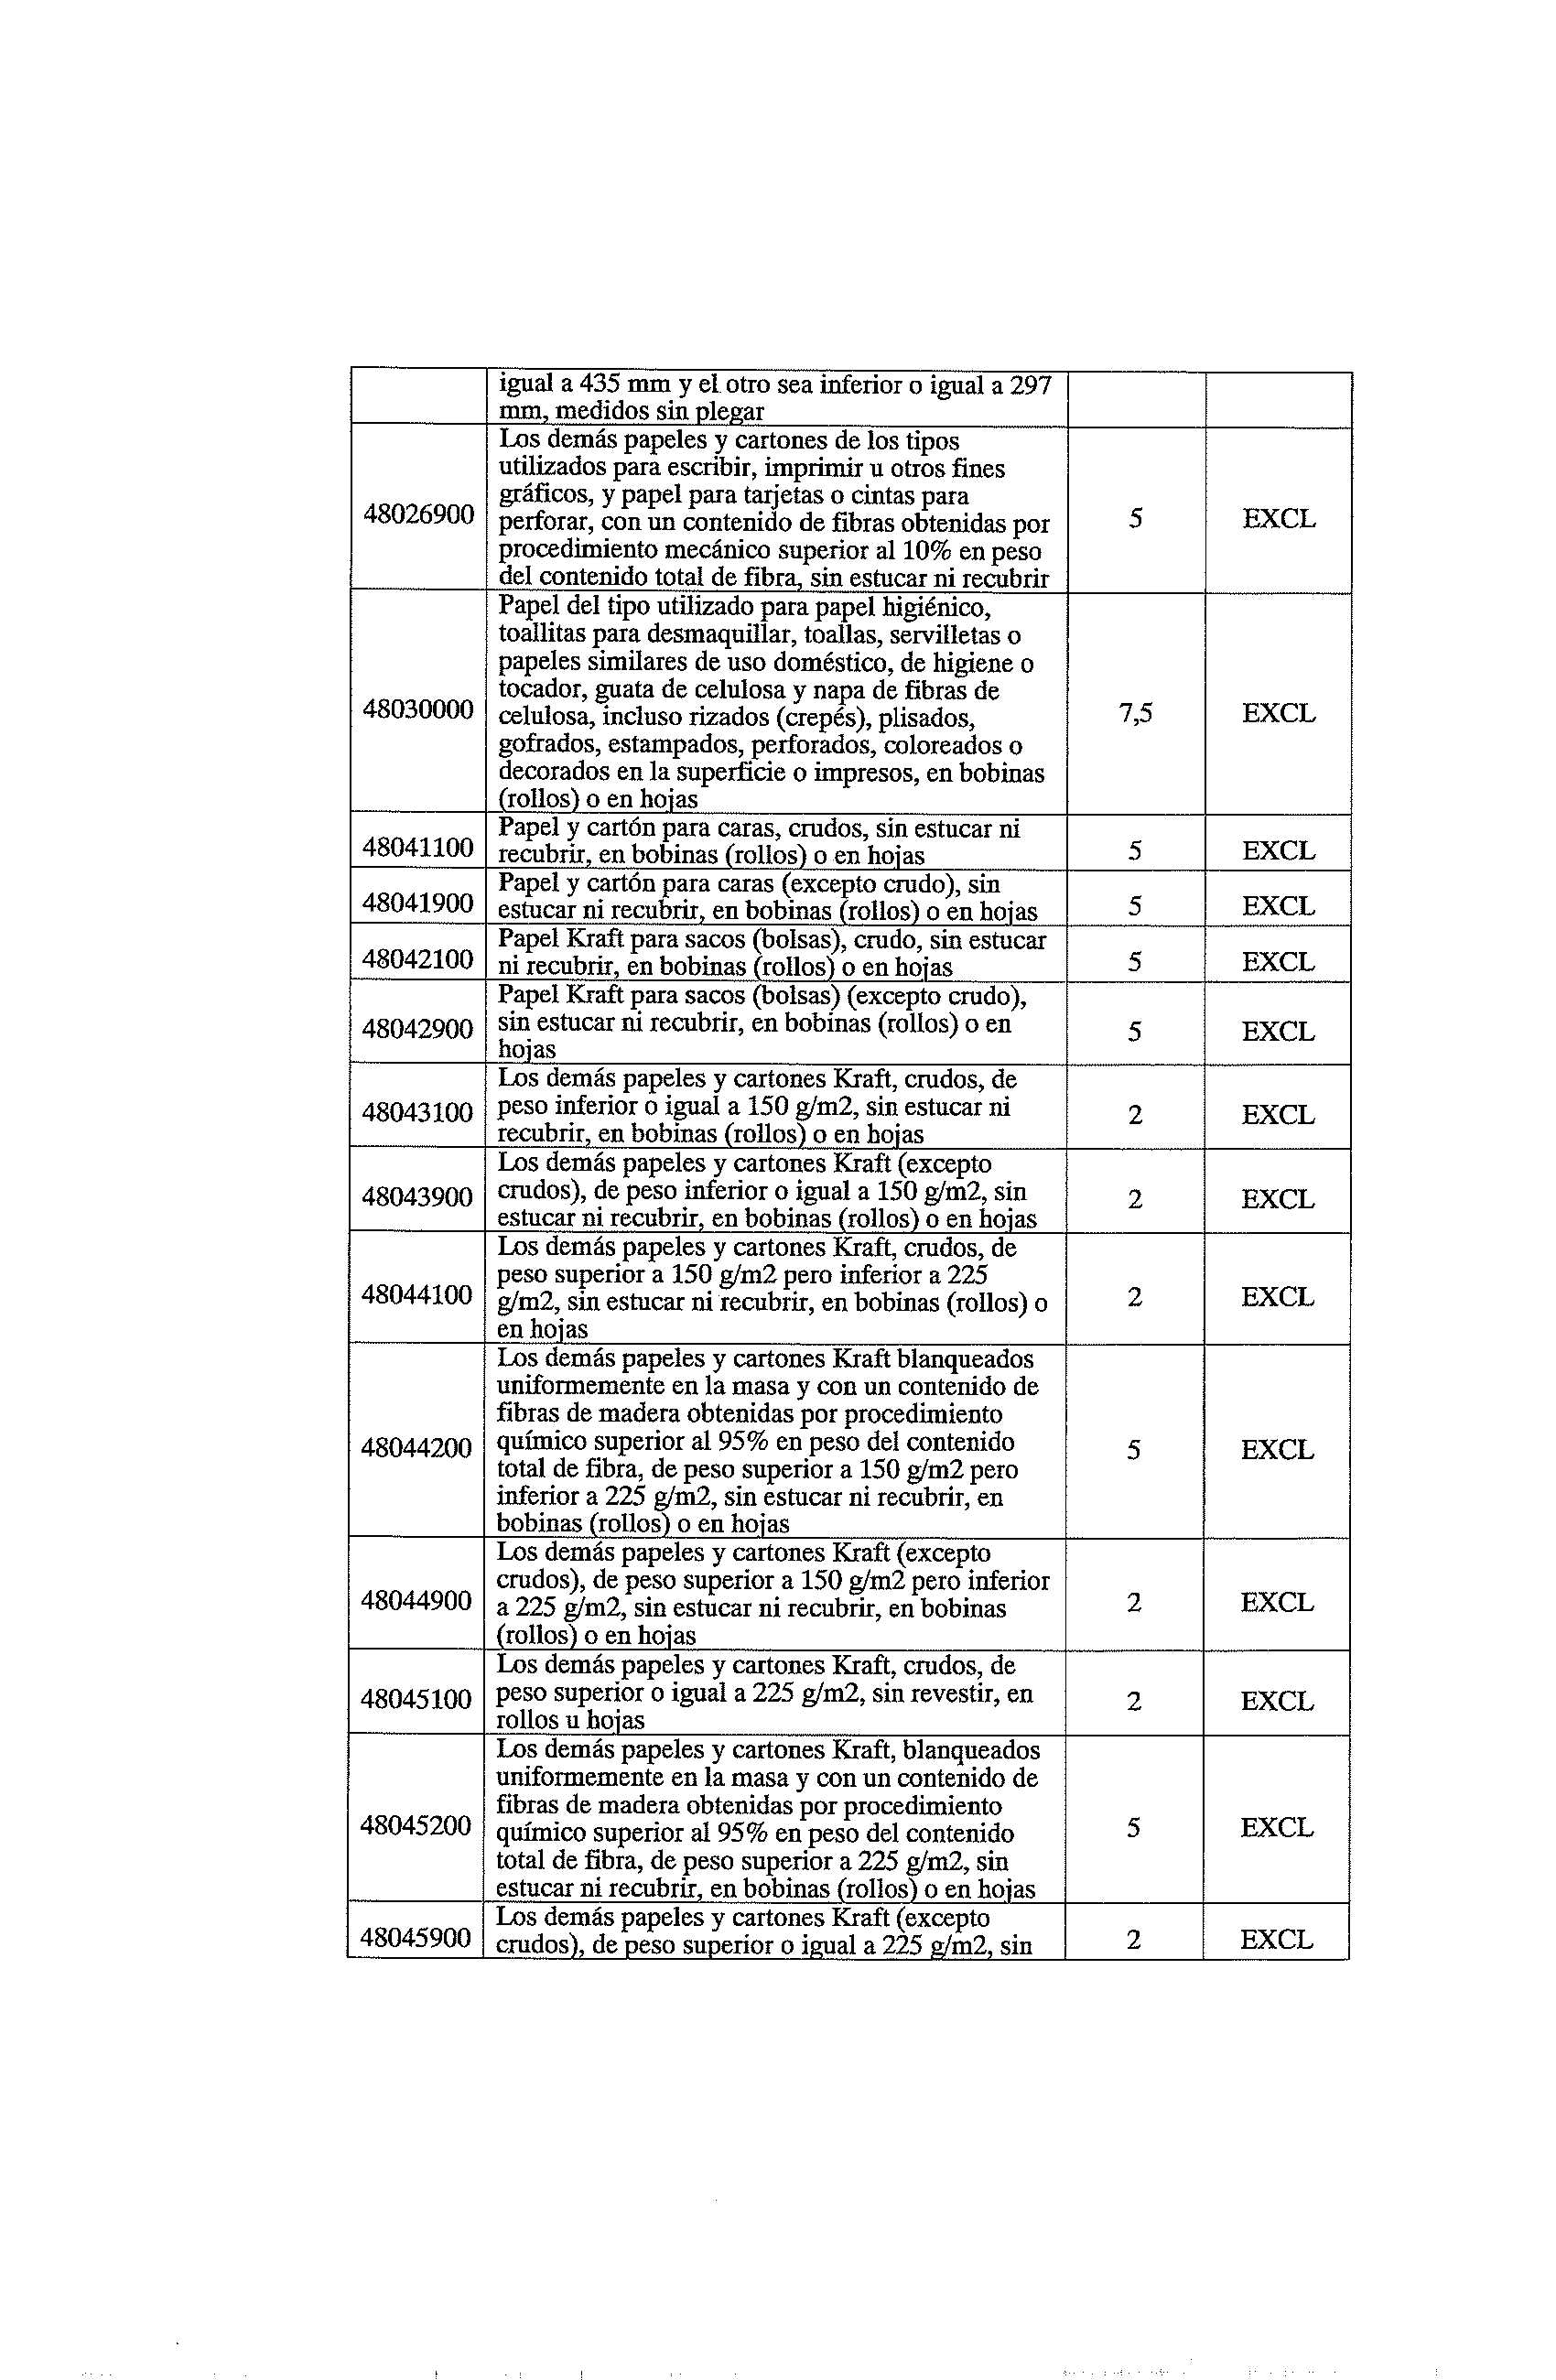 igual a 435 mm y el otro sea inferior o igual a 297
mm, medidos sin plegar
Los demás papeles y cartones de los tipos
utilizados para escribir, imprimir u otros fines
gráficos, y papel para tarjetas o cintas para
48026900 perforar, con un contenido de fibras obtenidas por 5 EXCL
procedimiento mecánico superior al 10% en peso
del contenido total de fibra, sin estucar ni recubrir
Papel del tipo utilizado para papel higiénico,
toallitas para desmaquillar, toallas, servilletas o
papeles similares de uso doméstico, de higiene o
tocador, guata de celulosa y napa de fibras de
48030000 celulosa, incluso rizados (crepés), plisados, 7,5 EXCL
gofrados, estampados, perforados, coloreados o
decorados en la superficie o impresos, en bobinas
(rollos) o en hojas
Papel y cartón para caras, crudos, sin estucar ni
48041100 recubrir, en bobinas (rollos) o en hojas 5 EXCL
Papel y cartón para caras (excepto crudo), sin
48041900 estucar ni recubrir, en bobinas (rollos) o en hojas 5 EXCL
Papel Kraft para sacos (bolsas), crudo, sin estucar
48042100 ni recubrir, en bobinas (rollos) o en hojas 5 EXCL
Papel Kraft para sacos (bolsas) (excepto crudo),
48042900 sin estucar ni recubrir, en bobinas (rollos) o en 5 EXCL
hojas
Los demás papeles y cartones Kraft, crudos, de
48043100 peso inferior o igual a 150 g/m2, sin estucar ni 2 EXCL
recubrir, en bobinas (rollos) o en hojas
Los demás papeles y cartones Kraft (excepto
48043900 crudos), de peso inferior o igual a 150 g/m2, sin 2 EXCL
estucar ni recubrir, en bobinas (rollos) o en hojas
Los demás papeles y cartones Kraft, crudos, de
peso superior a 150 g/m2 pero inferior a 225
48044100 g/m2, sin estucar ni recubrir, en bobinas (rollos) o 2 EXCL
en hojas
Los demás papeles y cartones Kraft blanqueados
uniformemente en la masa y con un contenido de
fibras de madera obtenidas por procedimiento
48044200 químico superior al 95% en peso del contenido 5 EXCL
total de fibra, de peso superior a 150 g/m2 pero
inferior a 225 g/m2, sin estucar ni recubrir, en
bobinas (rollos) o en hojas
Los demás papeles y cartones Kraft (excepto
crudos), de peso superior a 150 g/m2 pero inferior
48044900 a 225 g/m2, sin estucar ni recubrir, en bobinas 2 EXCL
(rollos) o en hojas
Los demás papeles y cartones Kraft, crudos, de
48045100 peso superior o igual a 225 g/m2, sin revestir, en 2 EXCL
rollos u hojas
Los demás papeles y cartones Kraft, blanqueados
uniformemente en la masa y con un contenido de
fibras de madera obtenidas por procedimiento
48045200 químico superior al 95% en peso del contenido 5 EXCL
total de fibra, de peso superior a 225 g/m2, sin
estucar ni recubrir, en bobinas (rollos) o en hojas
Los demás papeles y cartones Kraft (excepto
48045900 crudos), de peso superior o igual a 225 g/m2, sin 2 EXCL